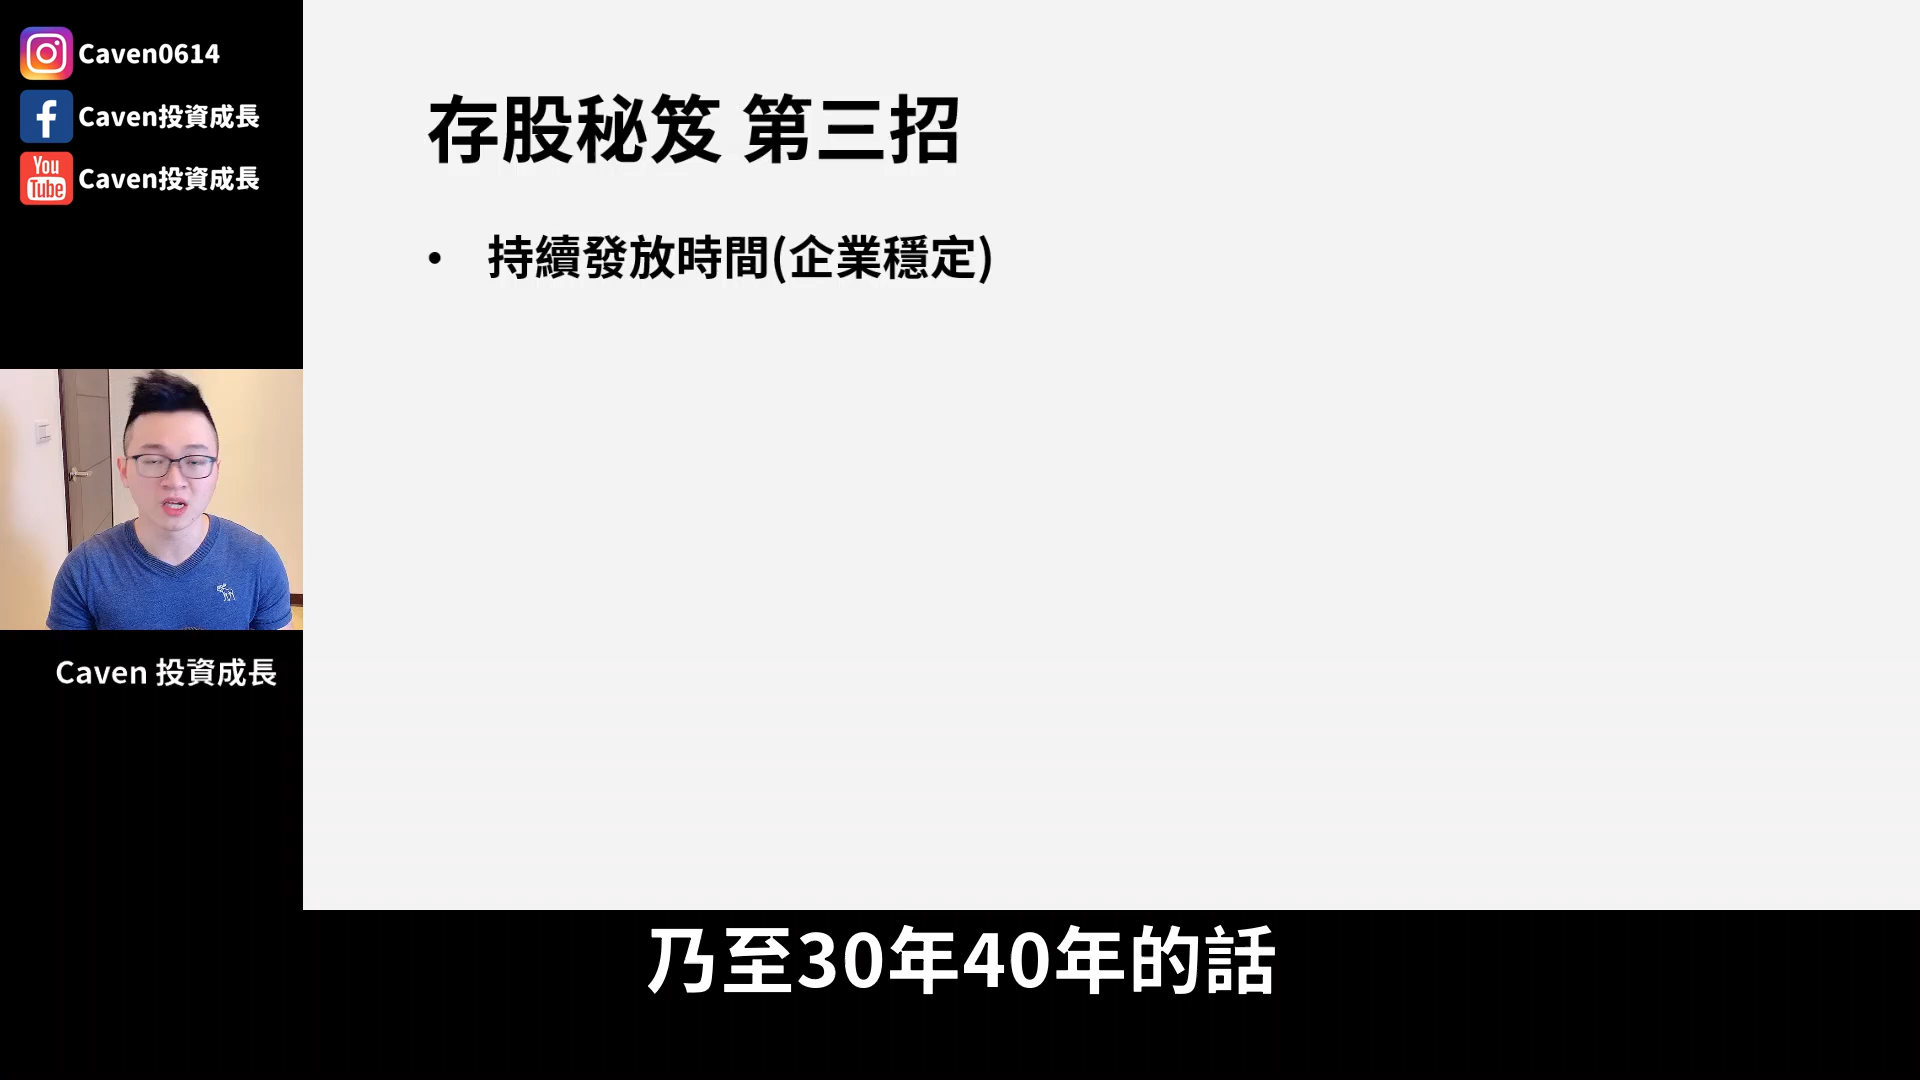 Caven0614
Caven投資成長
You
Tube
Caven投資成長
存股秘笈 第三招
• 持續發放時間(企業穩定)
Caven 投資成長
乃至30年40年的話